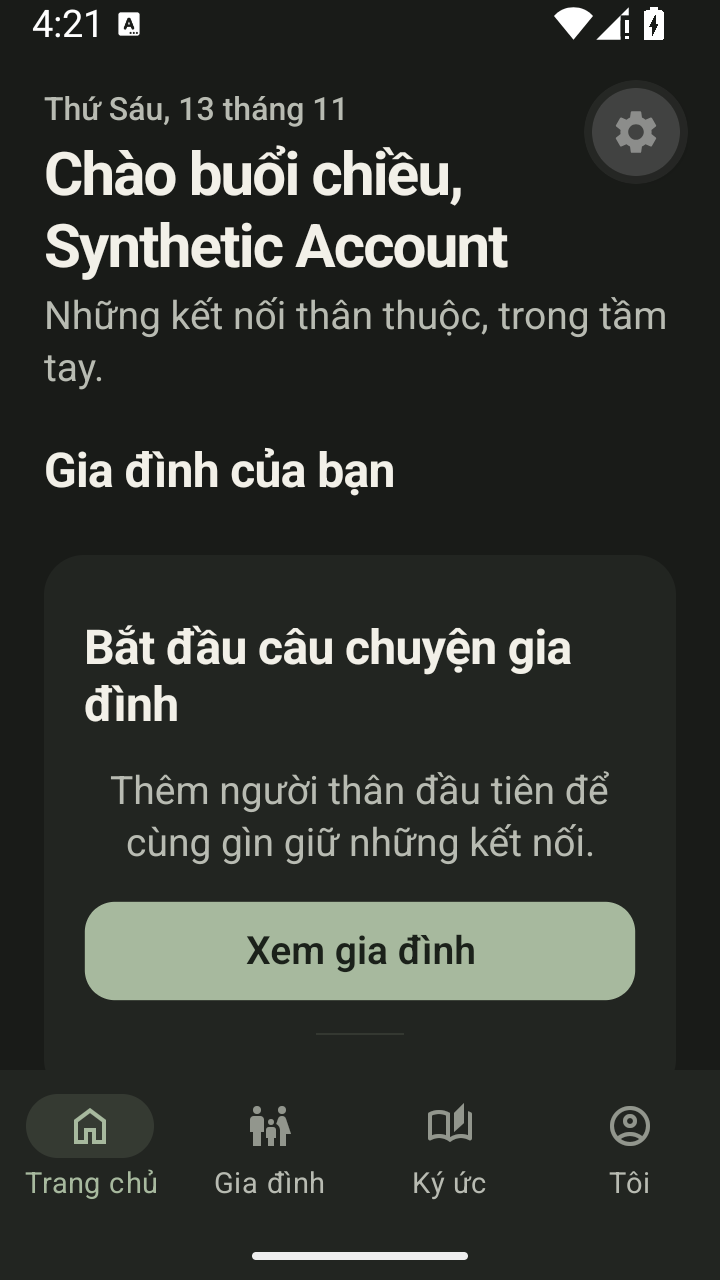 4:21
Thứ Sáu, 13 tháng 11
Chào buổi chiều,
Synthetic Account
Những kết nối thân thuộc, trong tầm
tay.
Gia đình của bạn
Bắt đầu câu chuyện gia
đình
Thêm người thân đầu tiên để
cùng gìn giữ những kết nối.
Xem gia đình
Trang chủ
Gia đình
Ký ức
Tôi